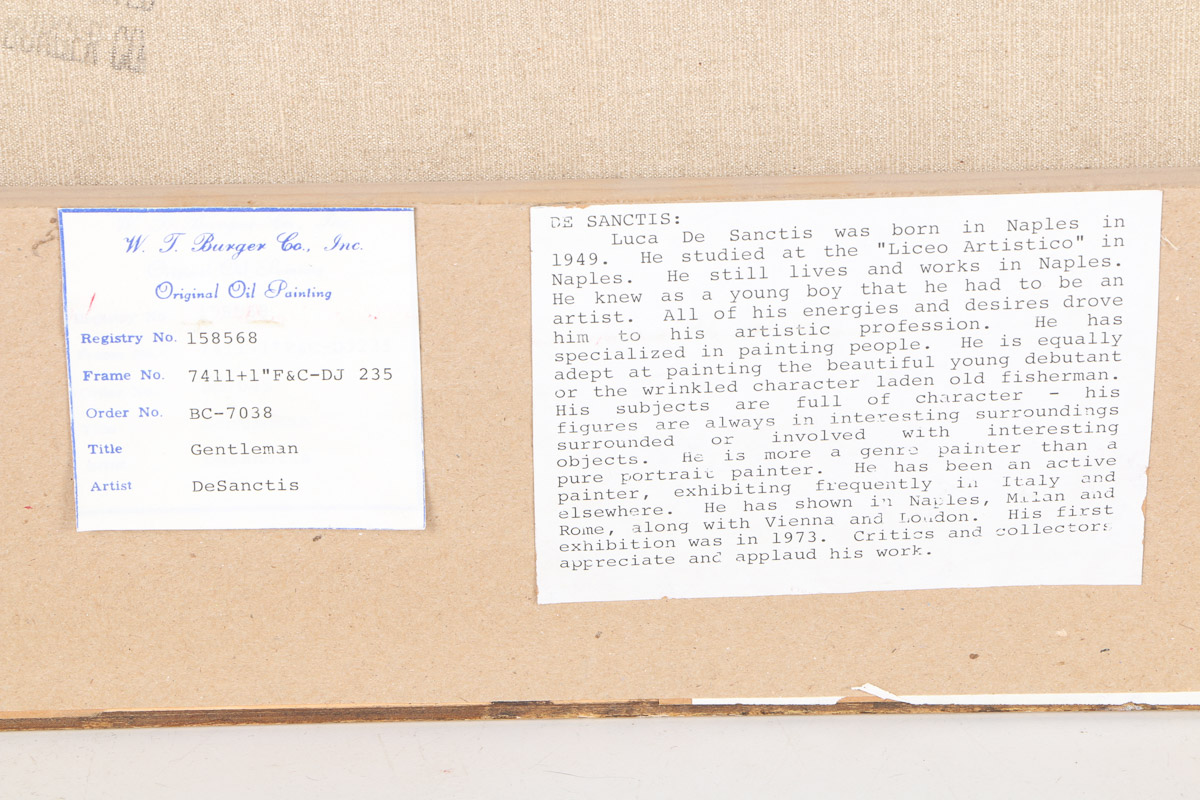 W. T. Burger Co., Inc.
Original Oil Painting
Registry No. 158568
Frame No. 7411+1"F&C-DJ 235
Order No. BC-7038
Title Gentleman
Artist DeSanctis
DE SANCTIS:
Luca De Sanctis was born in Naples in
1949. He studied at the "Liceo Artistico" in
Naples. He still lives and works in Naples.
He knew as a young boy that he had to be an
artist. All of his energies and desires drove
him to his artistic profession. He has
specialized in painting people. He is equally
adept at painting the beautiful young debutant
or the wrinkled character laden old fisherman.
His subjects are full of character - his
figures are always in interesting surroundings
surrounded or involved with interesting
objects. He is more a genre painter than a
pure portrait painter. He has been an active
painter, exhibiting frequently in Italy and
elsewhere. He has shown in Naples, Milan and
Rome, along with Vienna and London. His first
exhibition was in 1973. Critics and collectors
appreciate and applaud his work.